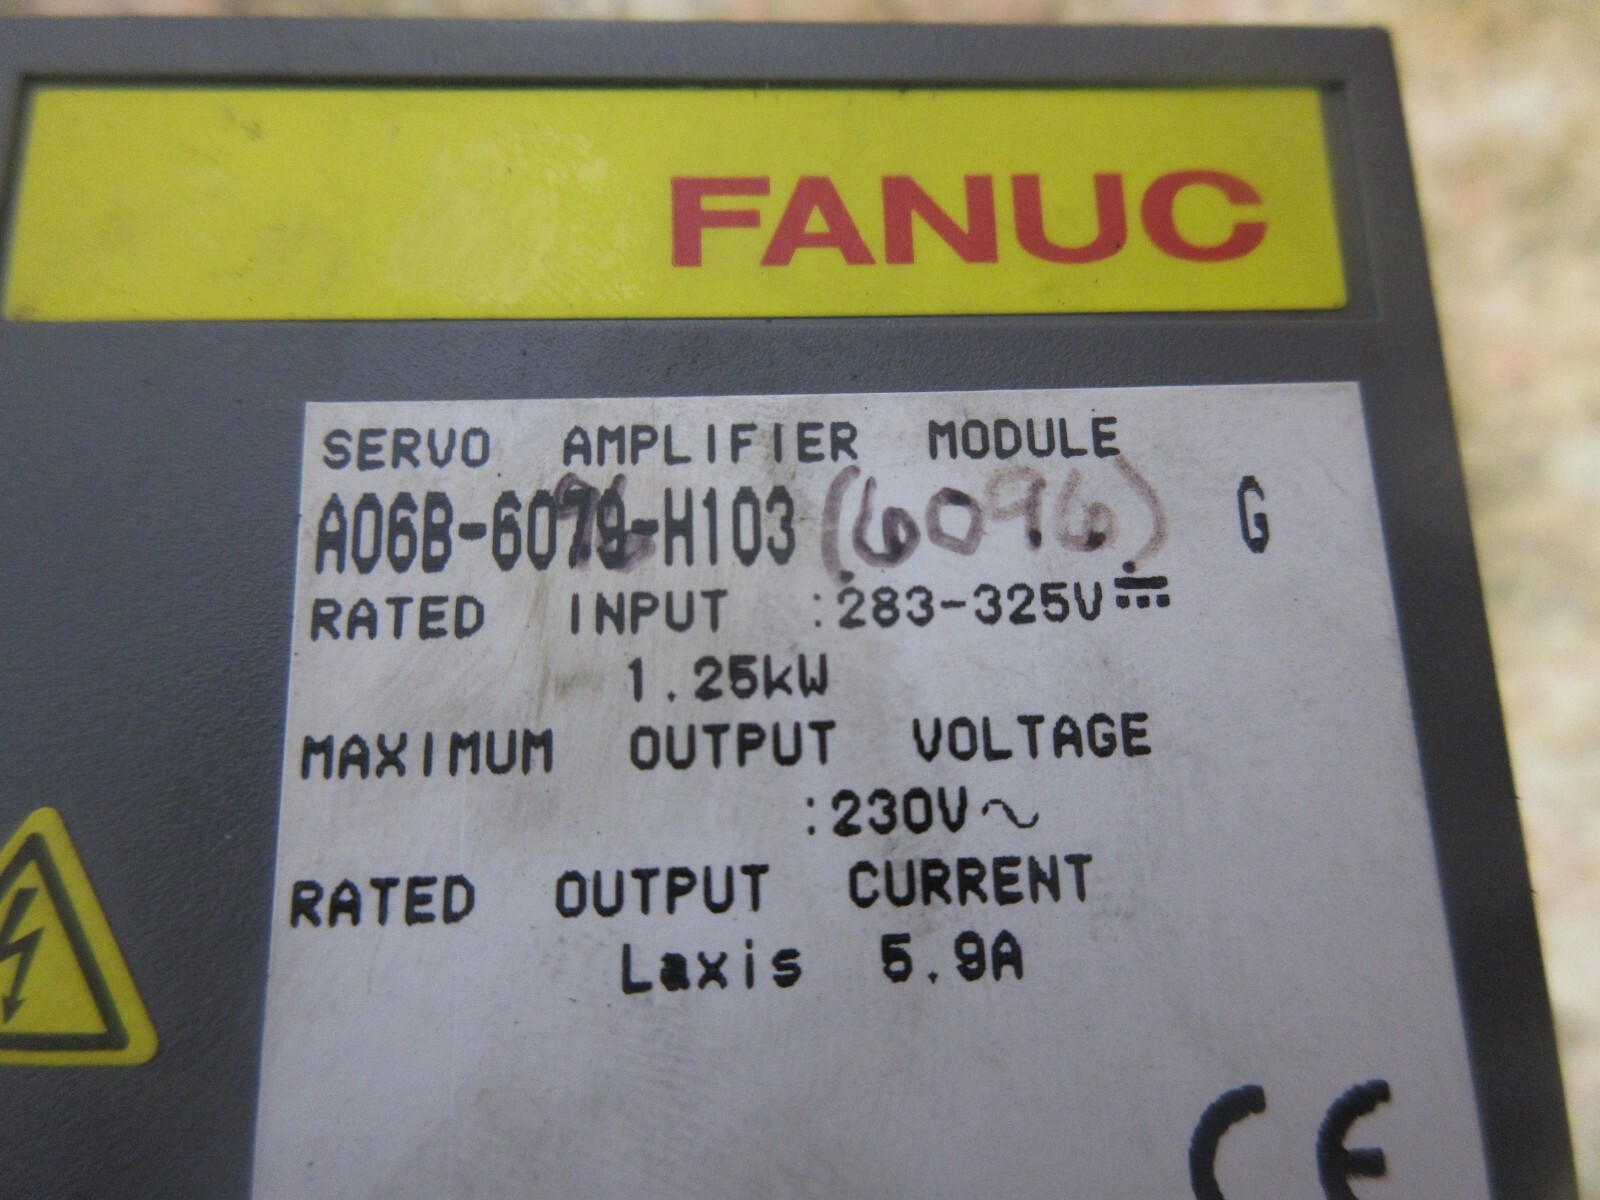 FANUC
SERVO AMPLIFIER MODULE
A06B-6079-H103 (6096) G
RATED INPUT :283-325V⎓
1.25kW
MAXIMUM OUTPUT VOLTAGE
:230V~
RATED OUTPUT CURRENT
Laxis 5.9A
CE